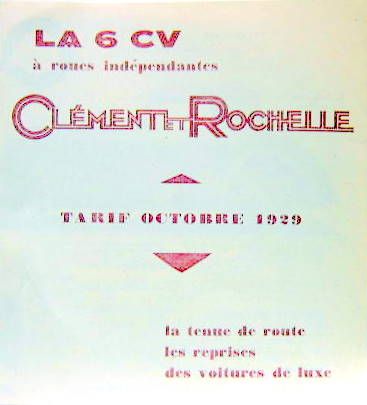 LA 6 CV
à roues indépendantes
CLÉMENT ET ROCHELLE
TARIF OCTOBRE 1929
la tenue de route
les reprises
des voitures de luxe